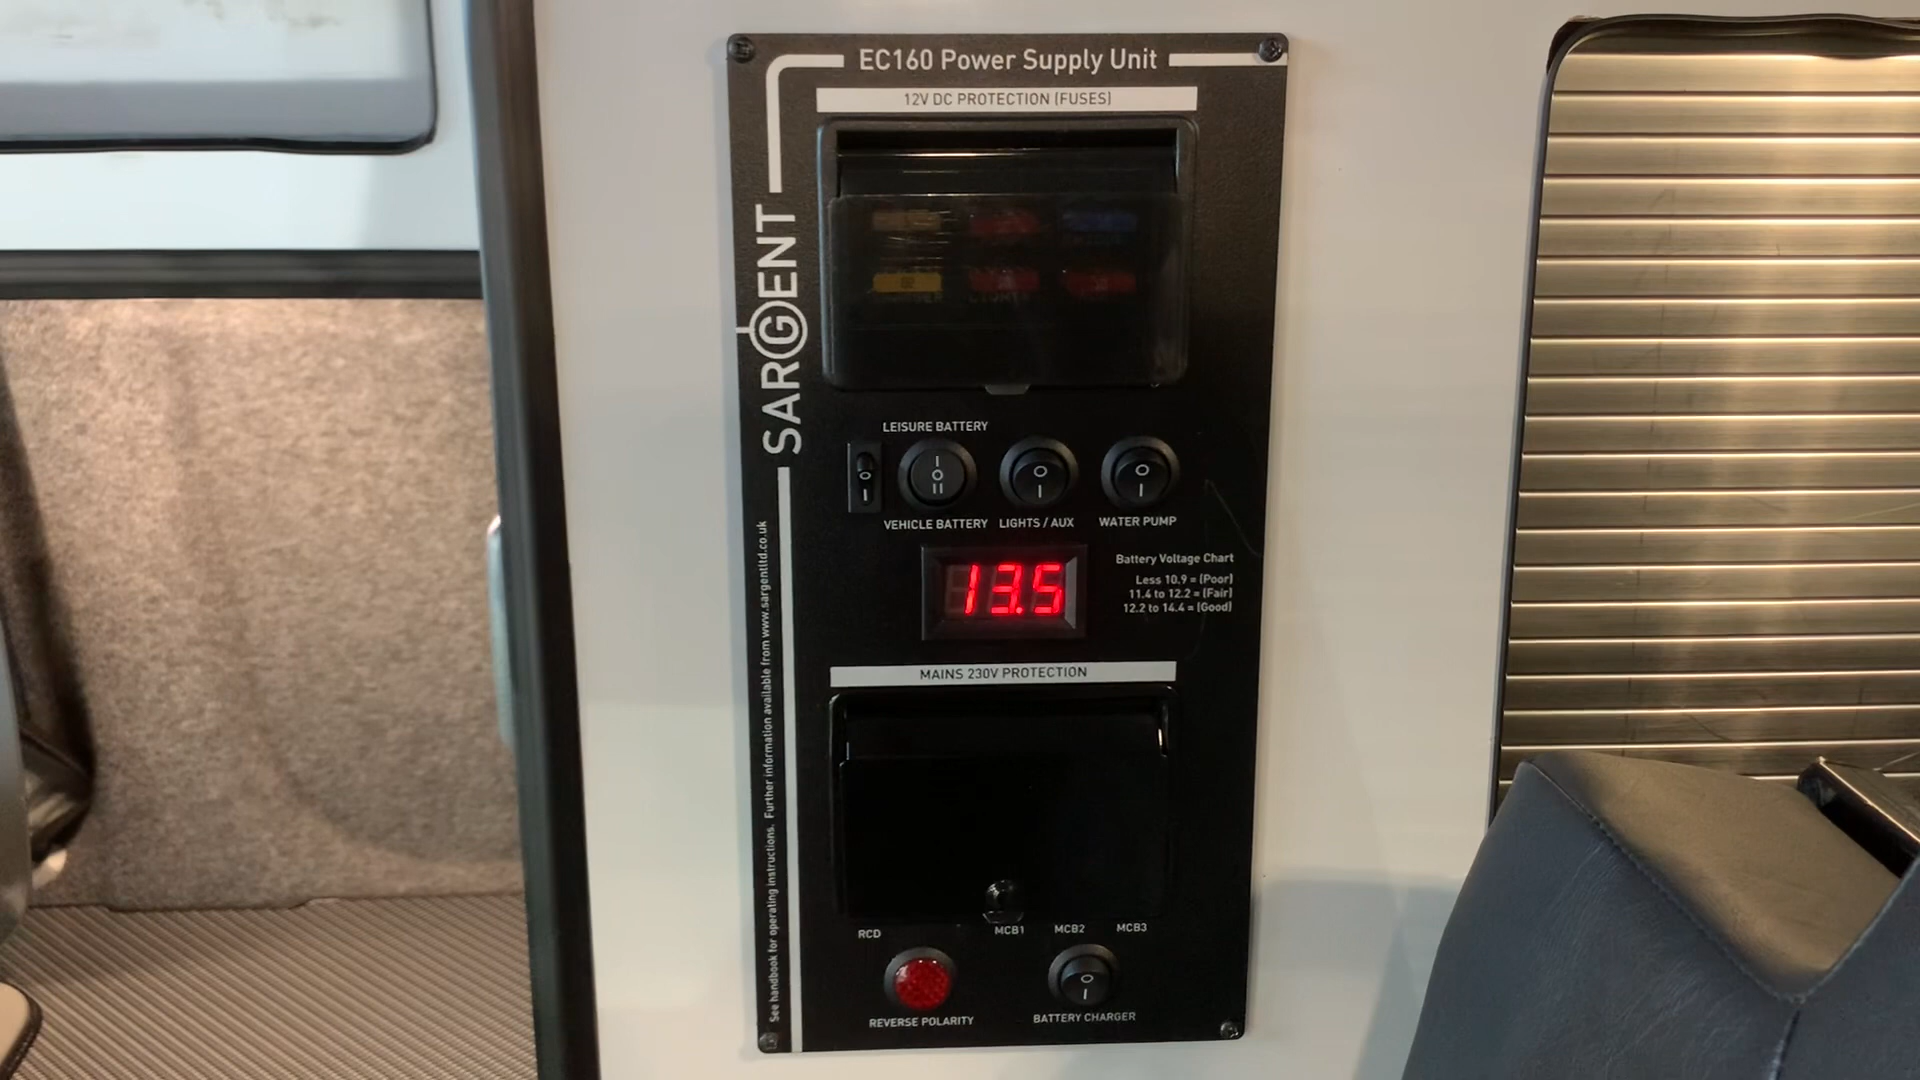 EC160 Power Supply Unit
12V DC PROTECTION (FUSES)
SARGENT
LEISURE BATTERY
VEHICLE BATTERY
LIGHTS / AUX
WATER PUMP
13.5
Battery Voltage Chart
Less 10.9 = (Poor)
11.4 to 12.2 = (Fair)
12.2 to 14.4 = (Good)
MAINS 230V PROTECTION
See handbook for operating instructions. Further information available from www.sargentltd.co.uk
RCD
MCB1
MCB2
MCB3
REVERSE POLARITY
BATTERY CHARGER